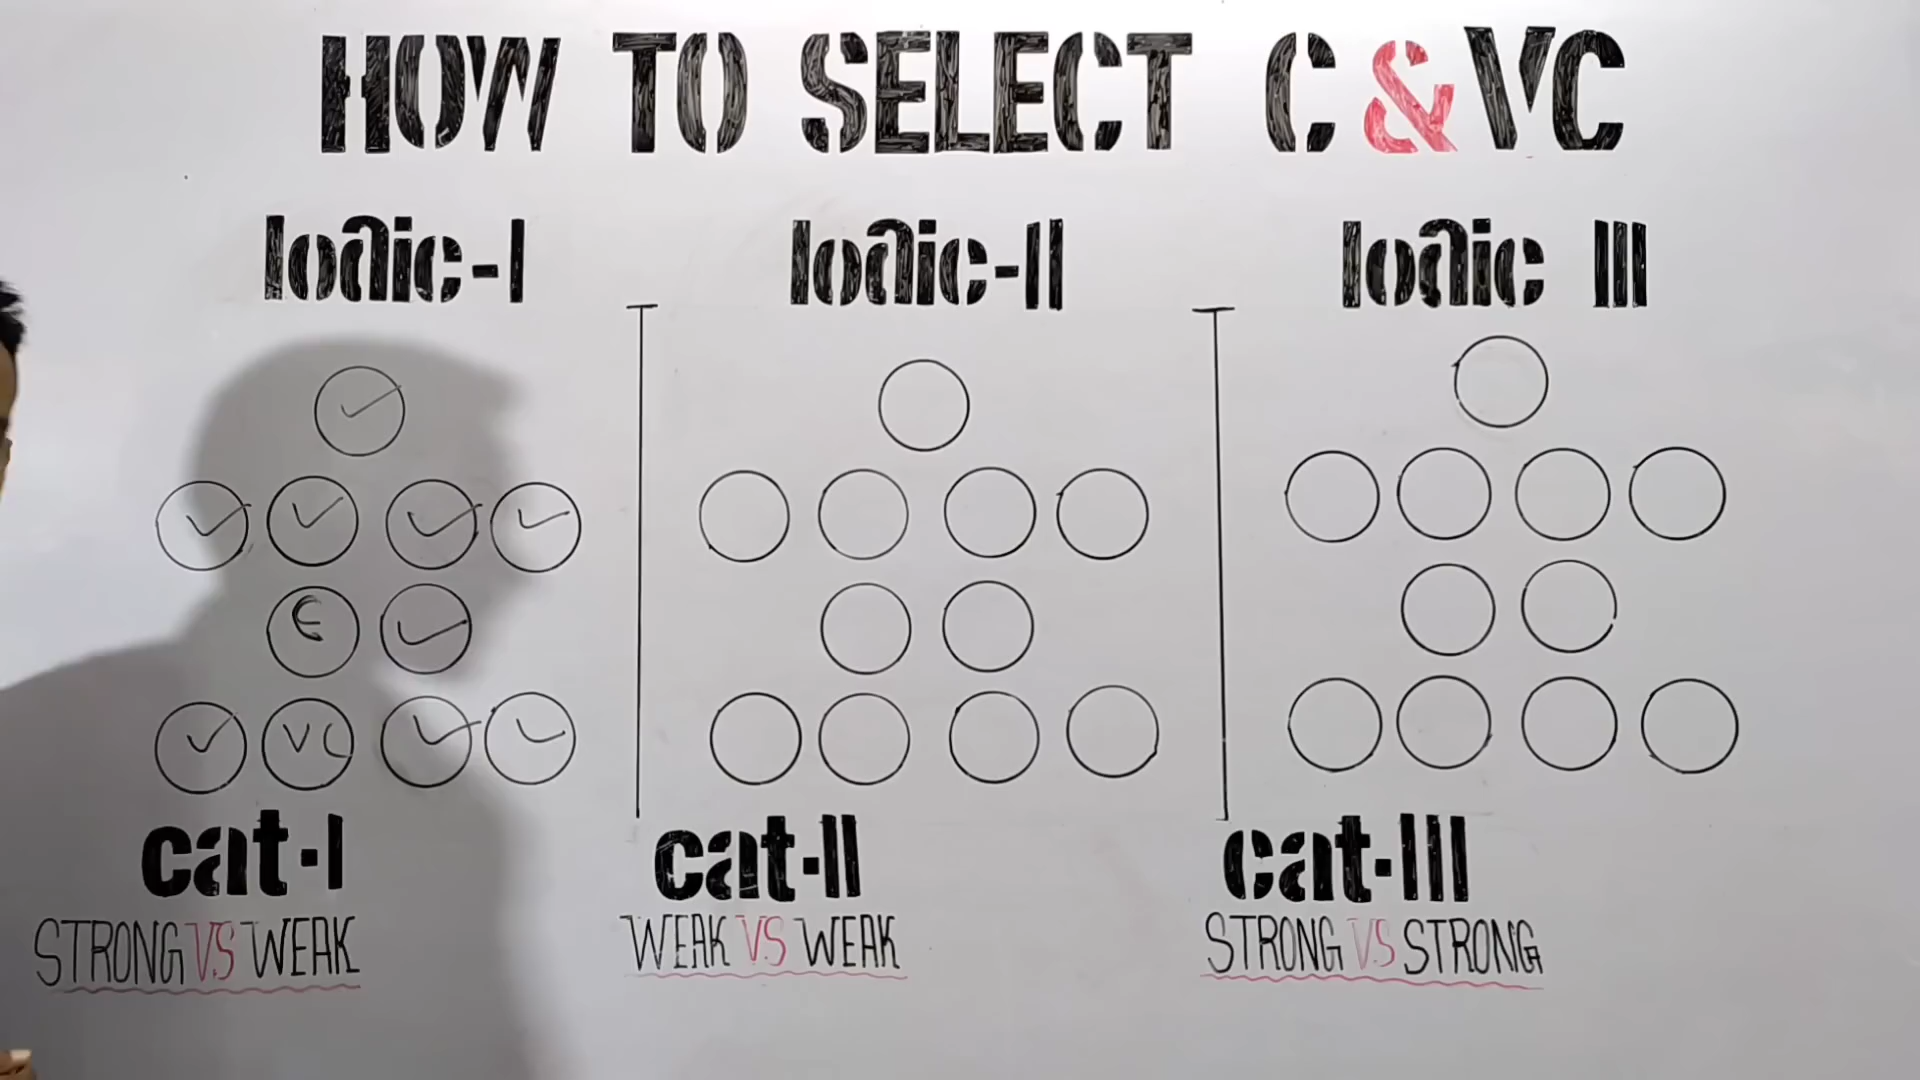 HOW TO SELECT C & VC
logic-I
logic-II
logic III
C
VC
cat.I
STRONG VS WEAK
cat.II
WEAK VS WEAK
cat.III
STRONG VS STRONG